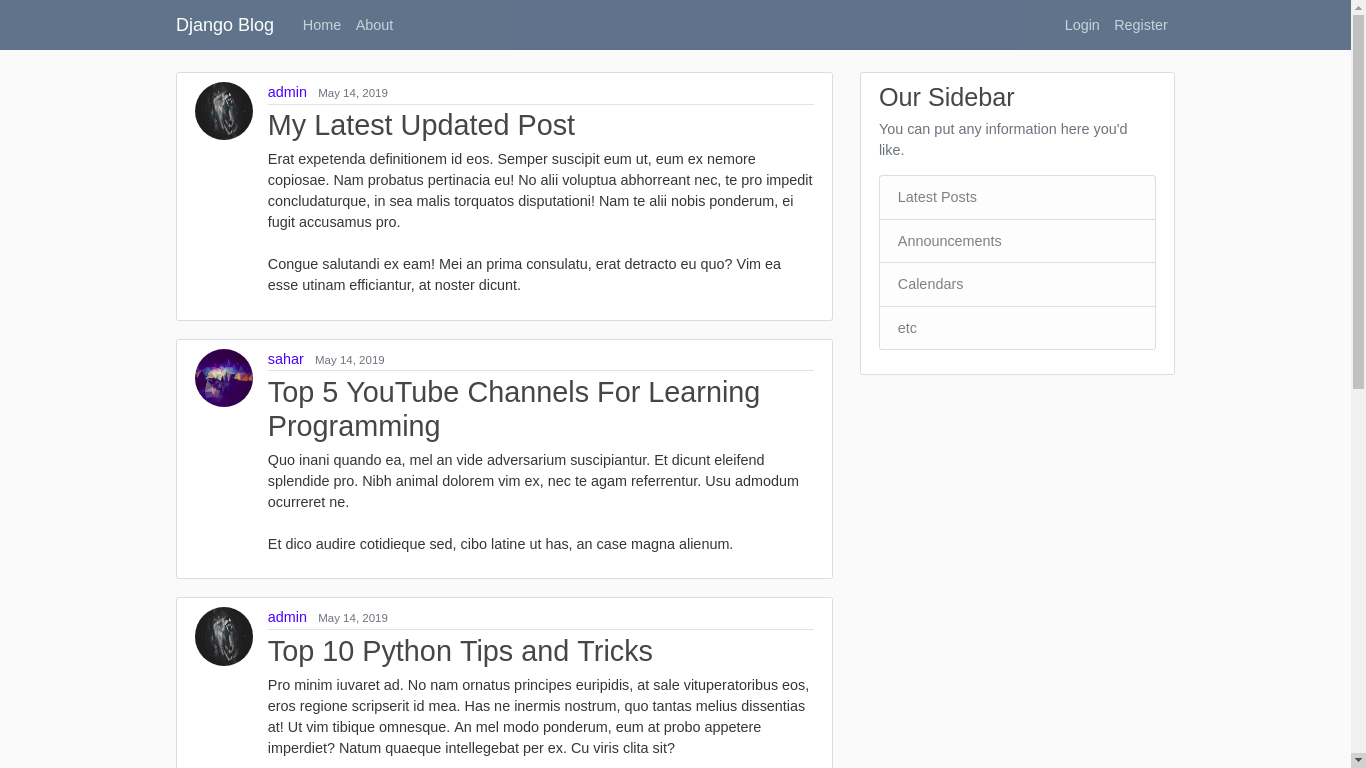 Django Blog Home About Login Register
admin May 14, 2019
My Latest Updated Post
Erat expetenda definitionem id eos. Semper suscipit eum ut, eum ex nemore
copiosae. Nam probatus pertinacia eu! No alii voluptua abhorreant nec, te pro impedit
concludaturque, in sea malis torquatos disputationi! Nam te alii nobis ponderum, ei
fugit accusamus pro.
Congue salutandi ex eam! Mei an prima consulatu, erat detracto eu quo? Vim ea
esse utinam efficiantur, at noster dicunt.
sahar May 14, 2019
Top 5 YouTube Channels For Learning
Programming
Quo inani quando ea, mel an vide adversarium suscipiantur. Et dicunt eleifend
splendide pro. Nibh animal dolorem vim ex, nec te agam referrentur. Usu admodum
ocurreret ne.
Et dico audire cotidieque sed, cibo latine ut has, an case magna alienum.
admin May 14, 2019
Top 10 Python Tips and Tricks
Pro minim iuvaret ad. No nam ornatus principes euripidis, at sale vituperatoribus eos,
eros regione scripserit id mea. Has ne inermis nostrum, quo tantas melius dissentias
at! Ut vim tibique omnesque. An mel modo ponderum, eum at probo appetere
imperdiet? Natum quaeque intellegebat per ex. Cu viris clita sit?
Our Sidebar
You can put any information here you'd
like.
Latest Posts
Announcements
Calendars
etc